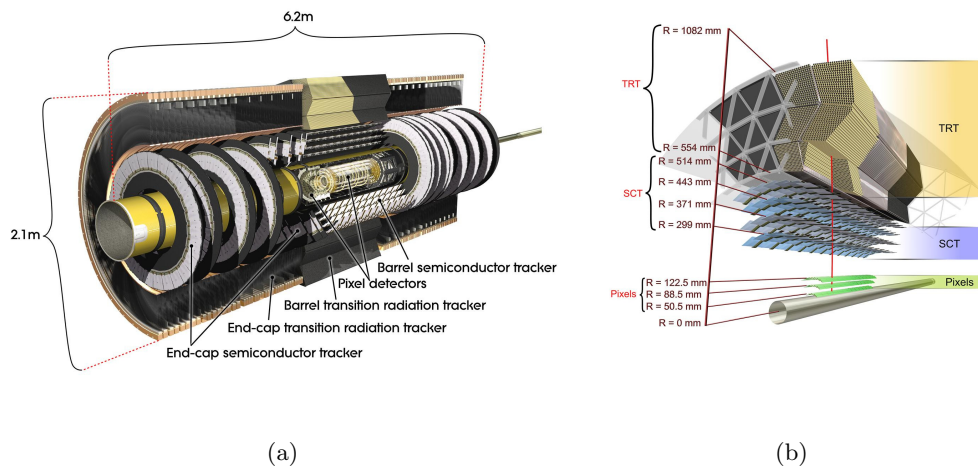 6.2m
2.1m
Barrel semiconductor tracker
Pixel detectors
Barrel transition radiation tracker
End-cap transition radiation tracker
End-cap semiconductor tracker
(a)
R = 1082 mm
TRT
TRT
R = 554 mm
R = 514 mm
R = 443 mm
SCT
R = 371 mm
R = 299 mm
SCT
R = 122.5 mm
Pixels
Pixels
R = 88.5 mm
R = 50.5 mm
R = 0 mm
(b)